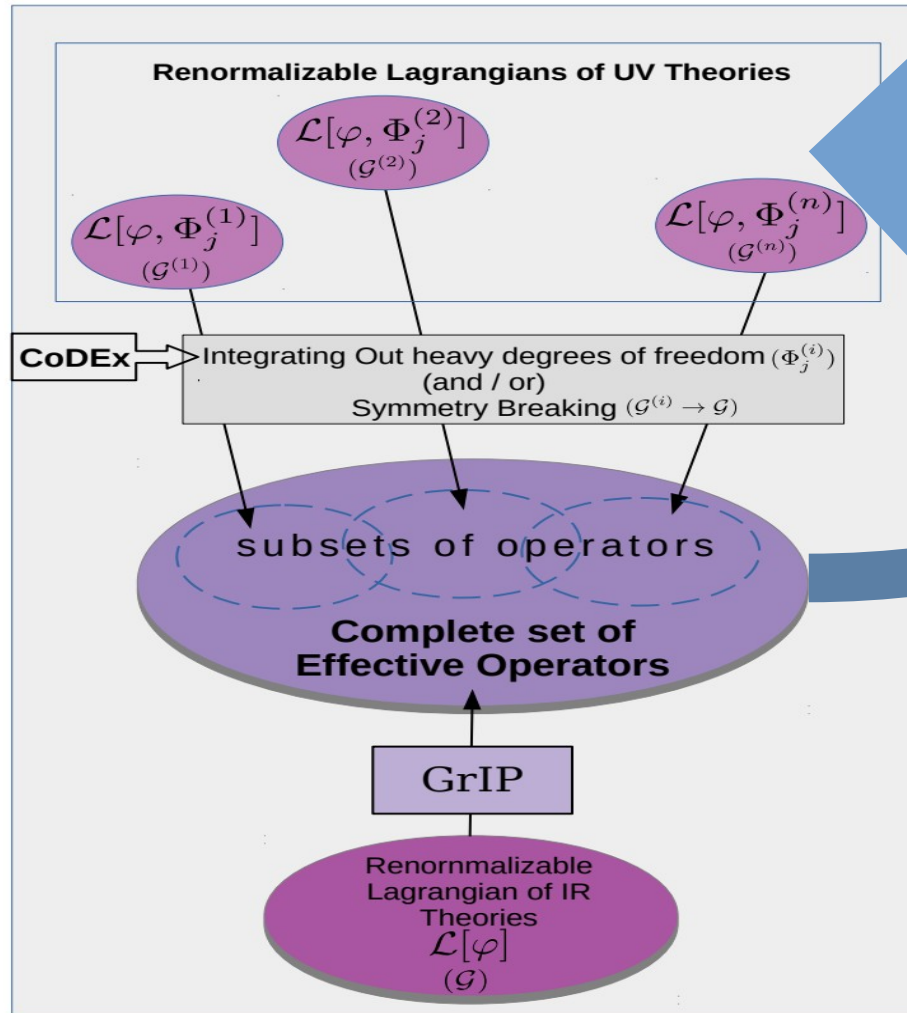 Renormalizable Lagrangians of UV Theories
𝓛[φ, Φ_j^(2)]
(𝒢^(2))
𝓛[φ, Φ_j^(1)]
(𝒢^(1))
𝓛[φ, Φ_j^(n)]
(𝒢^(n))
CoDEx
Integrating Out heavy degrees of freedom (Φ_j^(i))
(and / or)
Symmetry Breaking (𝒢^(i) → 𝒢)
subsets of operators
Complete set of
Effective Operators
GrIP
Renornmalizable
Lagrangian of IR
Theories
𝓛[φ]
(𝒢)